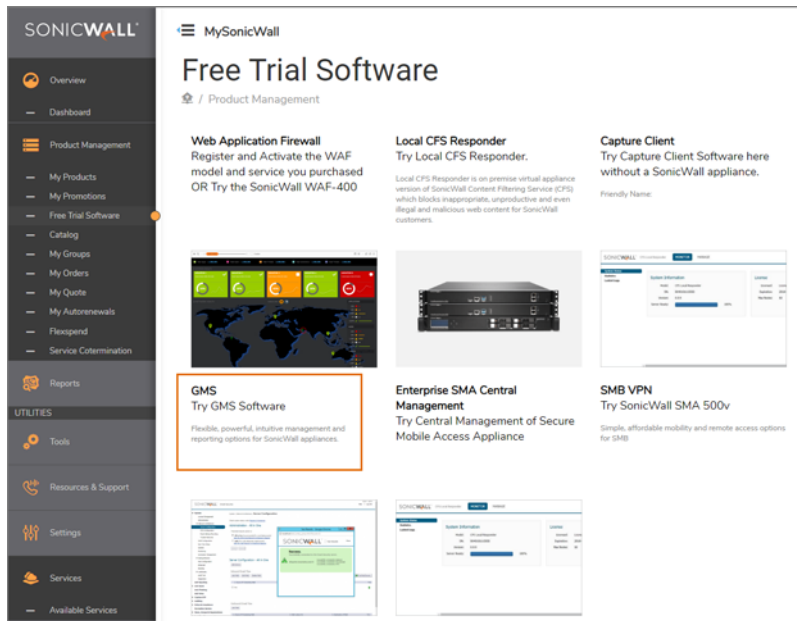 SONICWALL
MySonicWall
Overview
Dashboard
Product Management
My Products
My Promotions
Free Trial Software
Catalog
My Groups
My Orders
My Quote
My Autorenewals
Flexspend
Service Cotermination
Reports
UTILITIES
Tools
Resources & Support
Settings
Services
Available Services
Free Trial Software
/ Product Management
Web Application Firewall
Register and Activate the WAF
model and service you purchased
OR Try the SonicWall WAF-400
Local CFS Responder
Try Local CFS Responder.
Local CFS Responder is on premise virtual appliance
version of SonicWall Content Filtering Service (CFS)
which blocks inappropriate, unproductive and even
illegal and malicious web content for SonicWall
customers.
Capture Client
Try Capture Client Software here
without a SonicWall appliance.
Friendly Name:
SONICWALL
System Information
License
GMS
Try GMS Software
Flexible, powerful, intuitive management and
reporting options for SonicWall appliances.
Enterprise SMA Central
Management
Try Central Management of Secure
Mobile Access Appliance
SMB VPN
Try SonicWall SMA 500v
Simple, affordable mobility and remote access options
for SMB
SONICWALL
SONICWALL
SONICWALL
System Information
License